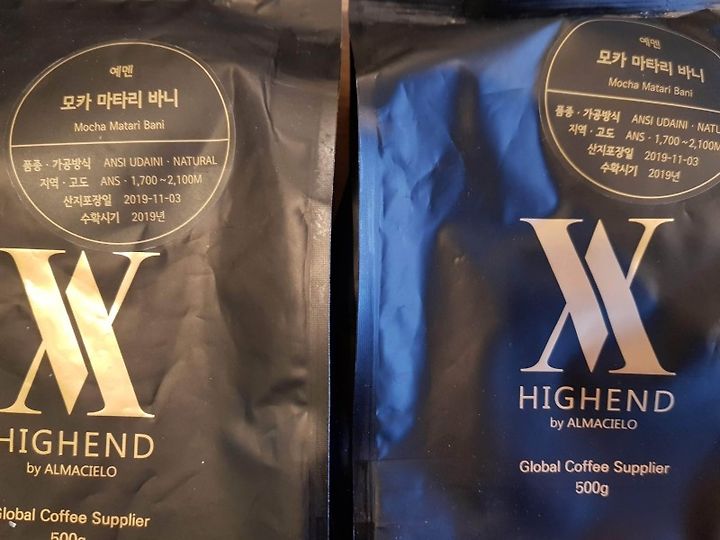 예멘
모카 마타리 바니
Mocha Matari Bani
품종 · 가공방식 ANSI UDAINI · NATURAL
지역 · 고도 ANS · 1,700 ~ 2,100M
산지포장일 2019-11-03
수확시기 2019년
HIGHEND
by ALMACIELO
Global Coffee Supplier
500g
예멘
모카 마타리 바니
Mocha Matari Bani
품종 · 가공방식 ANSI UDAINI · NATU
지역 · 고도 ANS · 1,700 ~ 2,100M
산지포장일 2019-11-03
수확시기 2019년
HIGHEND
by ALMACIELO
Global Coffee Supplier
500g